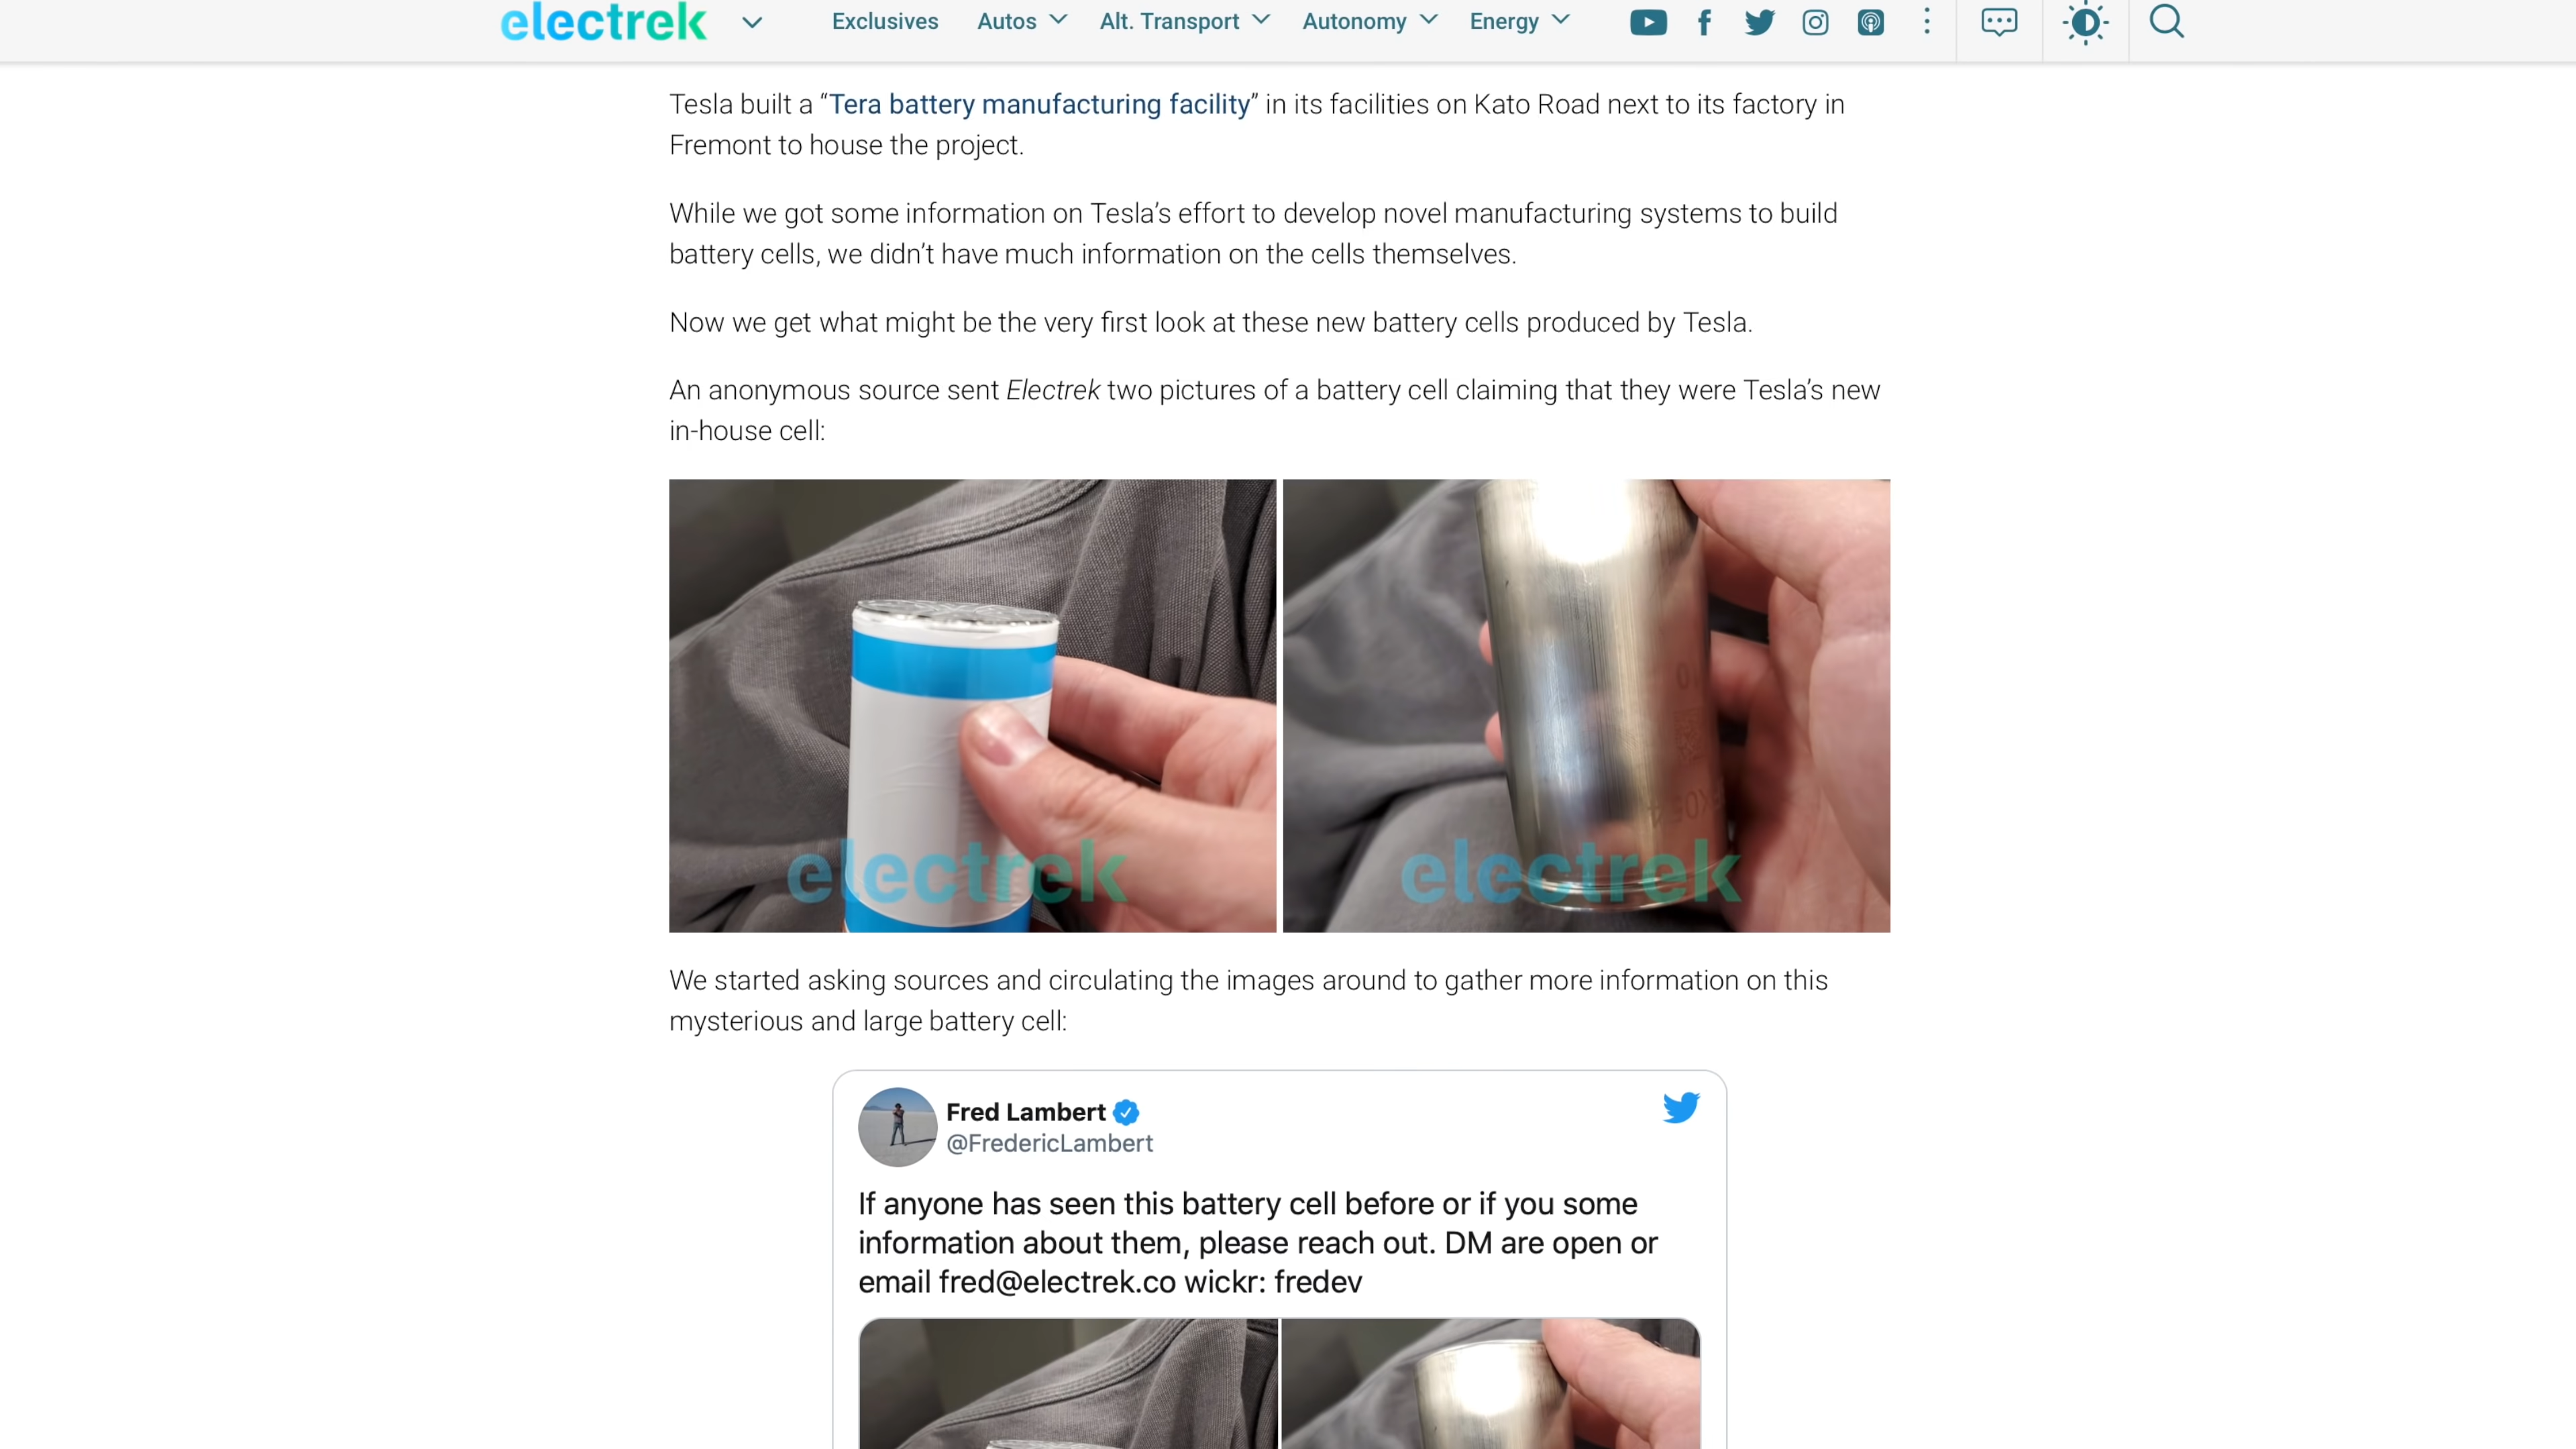 electrek
Exclusives Autos Alt. Transport Autonomy Energy
Tesla built a “Tera battery manufacturing facility” in its facilities on Kato Road next to its factory in
Fremont to house the project.
While we got some information on Tesla’s effort to develop novel manufacturing systems to build
battery cells, we didn’t have much information on the cells themselves.
Now we get what might be the very first look at these new battery cells produced by Tesla.
An anonymous source sent Electrek two pictures of a battery cell claiming that they were Tesla’s new
in-house cell:
electrek
electrek
We started asking sources and circulating the images around to gather more information on this
mysterious and large battery cell:
Fred Lambert
@FredericLambert
If anyone has seen this battery cell before or if you some
information about them, please reach out. DM are open or
email fred@electrek.co wickr: fredev